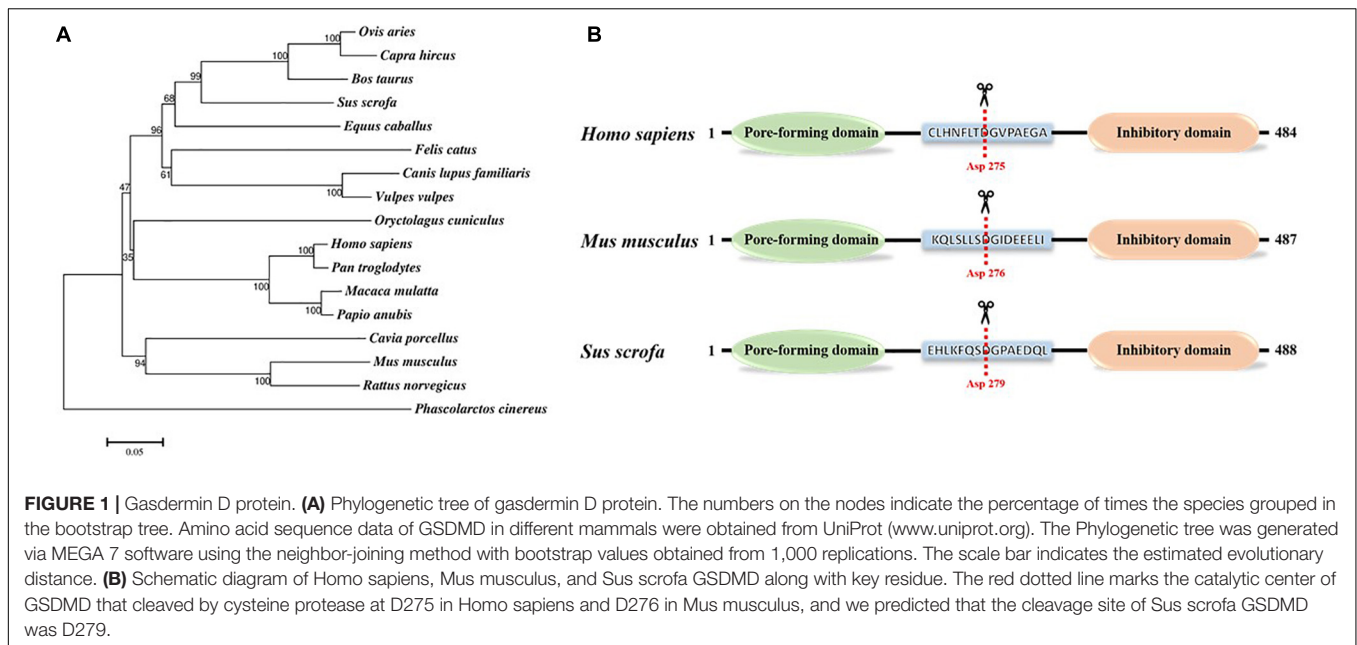 A
Ovis aries
100
Capra hircus
100
Bos taurus
99
Sus scrofa
68
Equus caballus
96
Felis catus
61
Canis lupus familiaris
100
Vulpes vulpes
47
Oryctolagus cuniculus
35
Homo sapiens
100
Pan troglodytes
100
Macaca mulatta
100
Papio anubis
Cavia porcellus
94
Mus musculus
100
Rattus norvegicus
Phascolarctos cinereus
0.05
B
Homo sapiens 1 Pore-forming domain CLHNFLTDGVPAEGA Inhibitory domain 484
Asp 275
Mus musculus 1 Pore-forming domain KQLSLLSDGIDEEELI Inhibitory domain 487
Asp 276
Sus scrofa 1 Pore-forming domain EHLKFQSDGPAEDQL Inhibitory domain 488
Asp 279
FIGURE 1 | Gasdermin D protein. (A) Phylogenetic tree of gasdermin D protein. The numbers on the nodes indicate the percentage of times the species grouped in
the bootstrap tree. Amino acid sequence data of GSDMD in different mammals were obtained from UniProt (www.uniprot.org). The Phylogenetic tree was generated
via MEGA 7 software using the neighbor-joining method with bootstrap values obtained from 1,000 replications. The scale bar indicates the estimated evolutionary
distance. (B) Schematic diagram of Homo sapiens, Mus musculus, and Sus scrofa GSDMD along with key residue. The red dotted line marks the catalytic center of
GSDMD that cleaved by cysteine protease at D275 in Homo sapiens and D276 in Mus musculus, and we predicted that the cleavage site of Sus scrofa GSDMD
was D279.